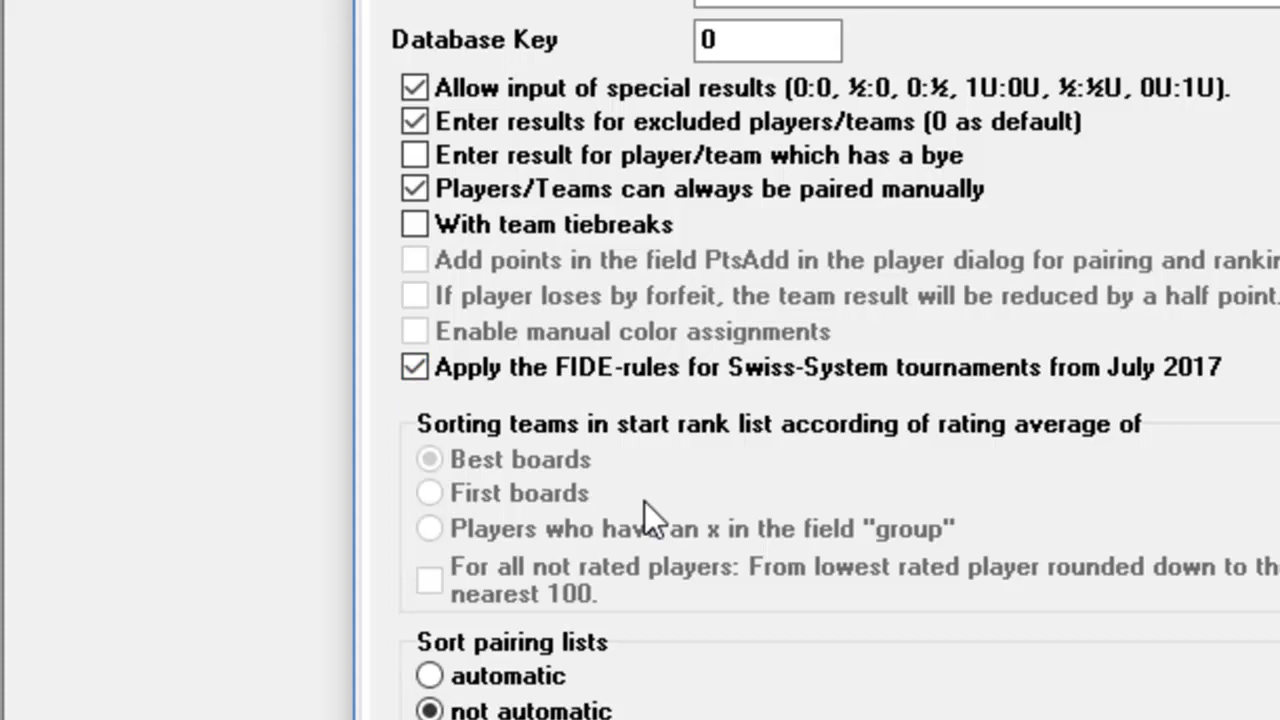 Database Key 0
Allow input of special results (0:0, ½:0, 0:½, 1U:0U, ½:½U, 0U:1U).
Enter results for excluded players/teams (0 as default)
Enter result for player/team which has a bye
Players/Teams can always be paired manually
With team tiebreaks
Add points in the field PtsAdd in the player dialog for pairing and
If player loses by forfeit, the team result will be reduced by a half point.
Enable manual color assignments
Apply the FIDE-rules for Swiss-System tournaments from July 2017
Sorting teams in start rank list according of rating average of
Best boards
First boards
Players who have an x in the field "group"
For all not rated players: From lowest rated player rounded down to
nearest 100.
Sort pairing lists
automatic
not automatic